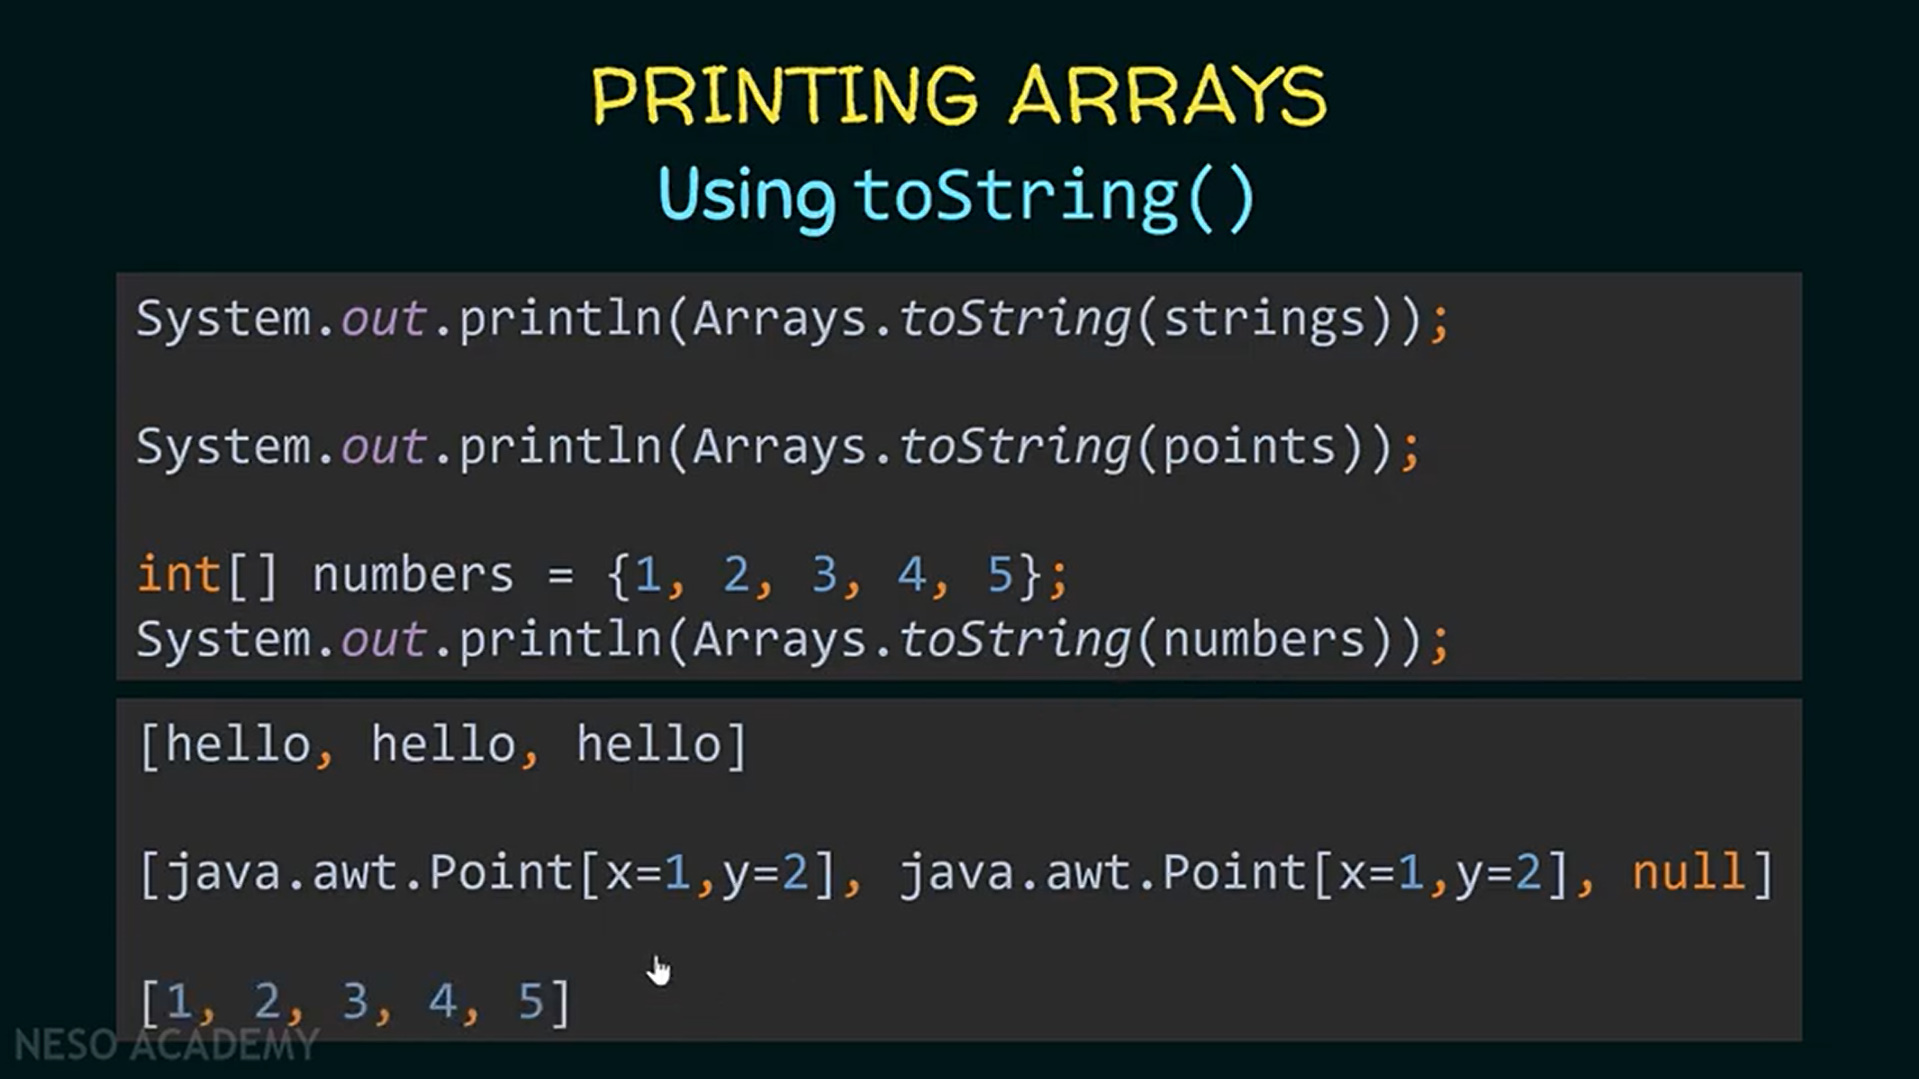 PRINTING ARRAYS
Using toString()
System.out.println(Arrays.toString(strings));
System.out.println(Arrays.toString(points));
int[] numbers = {1, 2, 3, 4, 5};
System.out.println(Arrays.toString(numbers));
[hello, hello, hello]
[java.awt.Point[x=1,y=2], java.awt.Point[x=1,y=2], null]
[1, 2, 3, 4, 5]
NESO ACADEMY